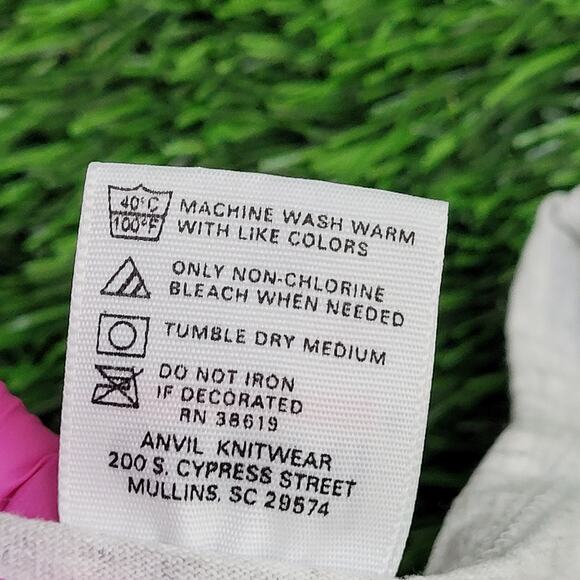 40°C MACHINE WASH WARM
100°F WITH LIKE COLORS
ONLY NON-CHLORINE
BLEACH WHEN NEEDED
TUMBLE DRY MEDIUM
DO NOT IRON
IF DECORATED
RN 38619
ANVIL KNITWEAR
200 S. CYPRESS STREET
MULLINS, SC 29574